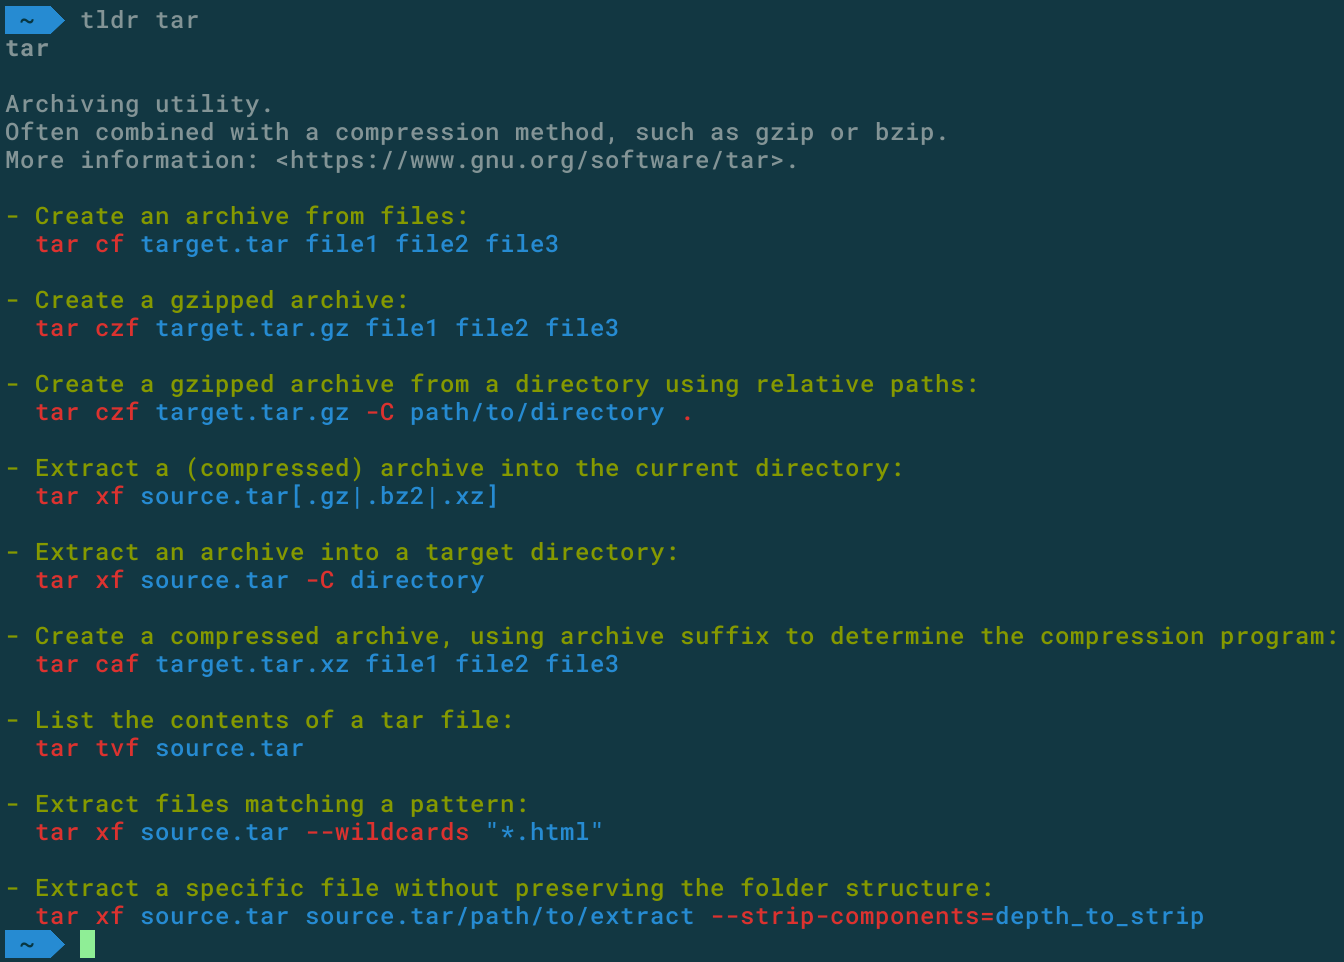 ~ tldr tar
tar
Archiving utility.
Often combined with a compression method, such as gzip or bzip.
More information: <https://www.gnu.org/software/tar>.
- Create an archive from files:
tar cf target.tar file1 file2 file3
- Create a gzipped archive:
tar czf target.tar.gz file1 file2 file3
- Create a gzipped archive from a directory using relative paths:
tar czf target.tar.gz -C path/to/directory .
- Extract a (compressed) archive into the current directory:
tar xf source.tar[.gz|.bz2|.xz]
- Extract an archive into a target directory:
tar xf source.tar -C directory
- Create a compressed archive, using archive suffix to determine the compression program:
tar caf target.tar.xz file1 file2 file3
- List the contents of a tar file:
tar tvf source.tar
- Extract files matching a pattern:
tar xf source.tar --wildcards "*.html"
- Extract a specific file without preserving the folder structure:
tar xf source.tar source.tar/path/to/extract --strip-components=depth_to_strip
~